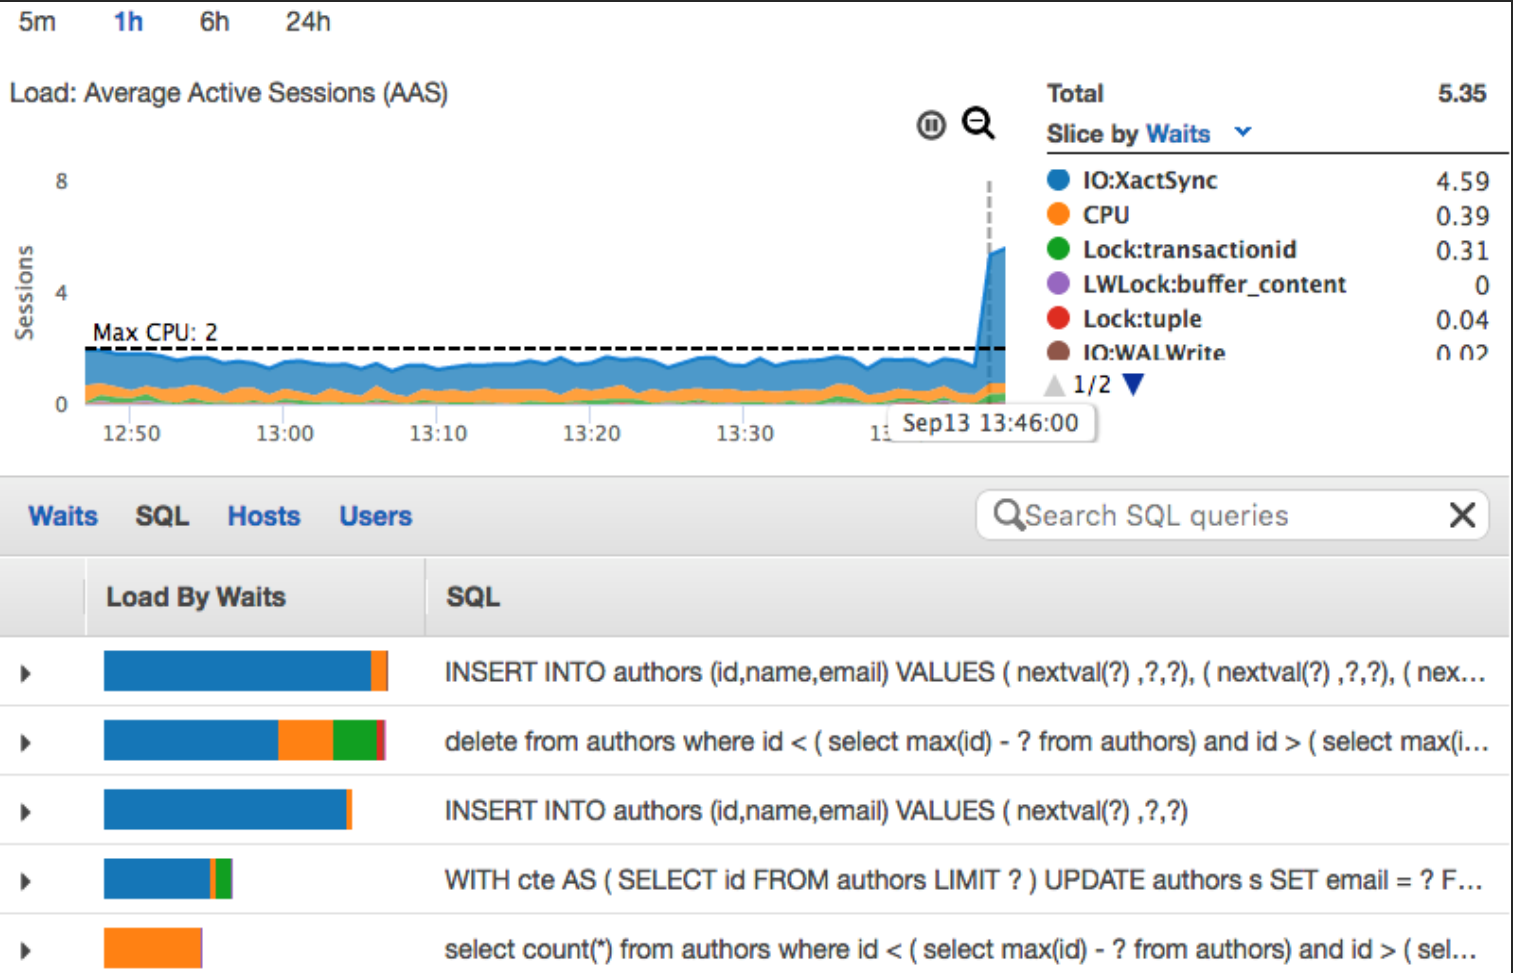 5m 1h 6h 24h
Load: Average Active Sessions (AAS)
Total 5.35
Slice by Waits
8
IO:XactSync 4.59
CPU 0.39
Lock:transactionid 0.31
LWLock:buffer_content 0
Lock:tuple 0.04
IO:WALWrite 0.02
1/2
Sessions
4
Max CPU: 2
0
12:50 13:00 13:10 13:20 13:30
Sep13 13:46:00
Waits SQL Hosts Users
Search SQL queries
Load By Waits SQL
INSERT INTO authors (id,name,email) VALUES ( nextval(?) ,?,?), ( nextval(?) ,?,?), ( nex...
delete from authors where id < ( select max(id) - ? from authors) and id > ( select max(i...
INSERT INTO authors (id,name,email) VALUES ( nextval(?) ,?,?)
WITH cte AS ( SELECT id FROM authors LIMIT ? ) UPDATE authors s SET email = ? F...
select count(*) from authors where id < ( select max(id) - ? from authors) and id > ( sel...